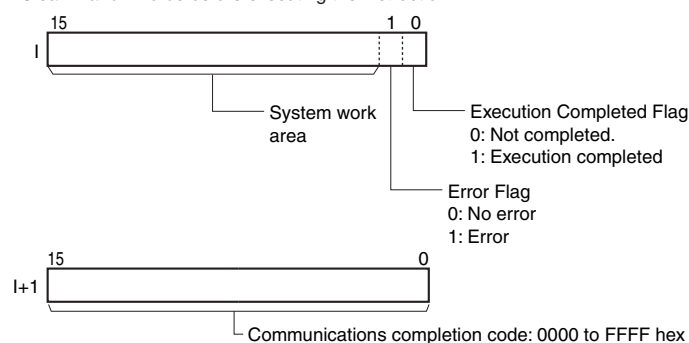 15 1 0
I
System work
area
Execution Completed Flag
0: Not completed.
1: Execution completed
Error Flag
0: No error
1: Error
15 0
I+1
Communications completion code: 0000 to FFFF hex